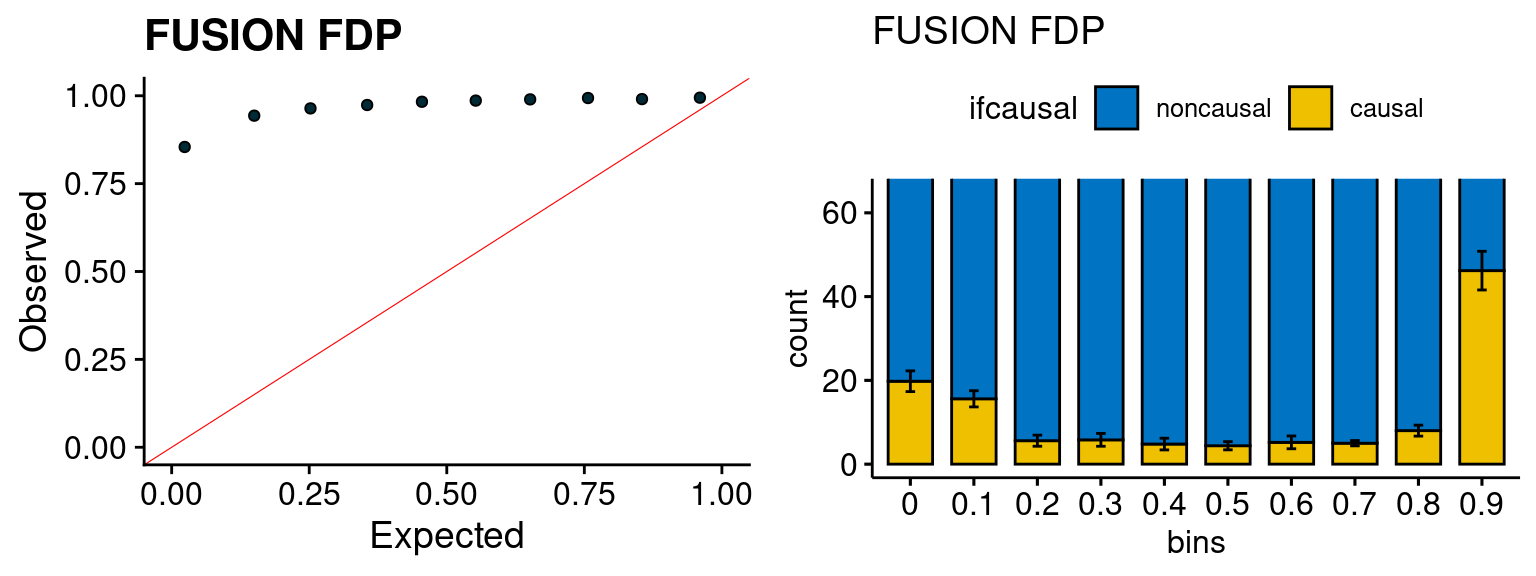 FUSION FDP
1.00
0.75
0.50
0.25
0.00
Observed
0.00 0.25 0.50 0.75 1.00
Expected
FUSION FDP
ifcausal noncausal causal
60
40
20
0
count
0 0.1 0.2 0.3 0.4 0.5 0.6 0.7 0.8 0.9
bins